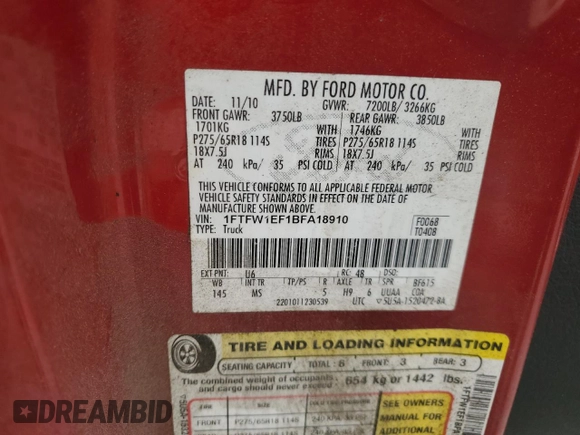 MFD. BY FORD MOTOR CO.
DATE: 11/10 GVWR: 7200LB/ 3266KG
FRONT GAWR: 3750LB REAR GAWR: 3850LB
1701KG WITH 1746KG WITH
P275/65R18 114S TIRES P275/65R18 114S TIRES
18X7.5J RIMS 18X7.5J RIMS
AT 240 kPa/ 35 PSI COLD AT 240 kPa/ 35 PSI COLD
THIS VEHICLE CONFORMS TO ALL APPLICABLE FEDERAL MOTOR
VEHICLE SAFETY STANDARDS IN EFFECT ON THE DATE OF
MANUFACTURE SHOWN ABOVE.
VIN: 1FTFW1EF1BFA18910 F0068
TYPE: Truck T0408
EXT PNT: U6 RC: 48 DSO:
WB INT TR TP/PS R AXLE TR SPR BF615
145 MS 5 H9 6 UUAA
2201011230539 UTC
TIRE AND LOADING INFORMATION
SEATING CAPACITY TOTAL: 6 FRONT: 3 REAR: 3
The combined weight of occupants and cargo should never exceed 654 kg or 1442 lbs.
TIRE SIZE SEE OWNERS
FRONT P275/65R18 114S MANUAL FOR
ADDITIONAL
DREAMBID